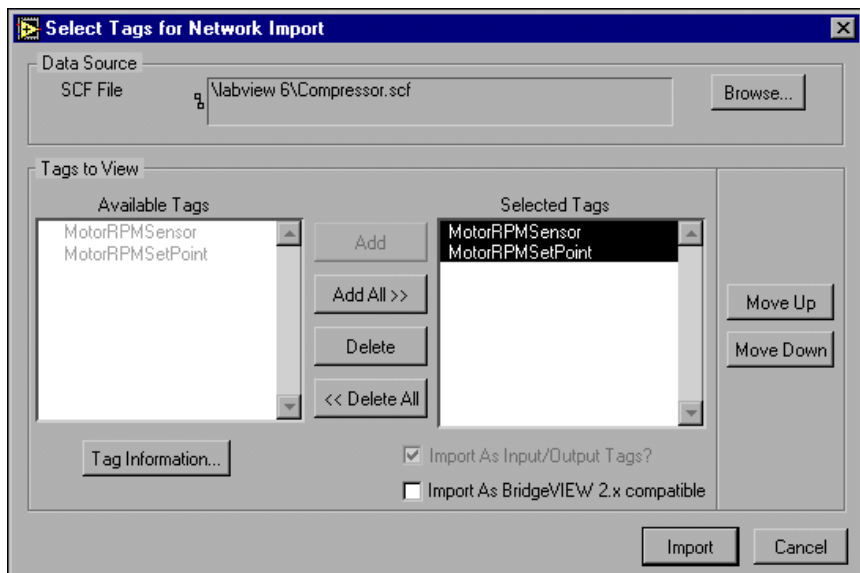 Select Tags for Network Import
Data Source
SCF File
\labview 6\Compressor.scf
Browse...
Tags to View
Available Tags
MotorRPMSensor
MotorRPMSetPoint
Add
Add All >>
Delete
<< Delete All
Selected Tags
MotorRPMSensor
MotorRPMSetPoint
Move Up
Move Down
Tag Information...
Import As Input/Output Tags?
Import As BridgeVIEW 2.x compatible
Import
Cancel